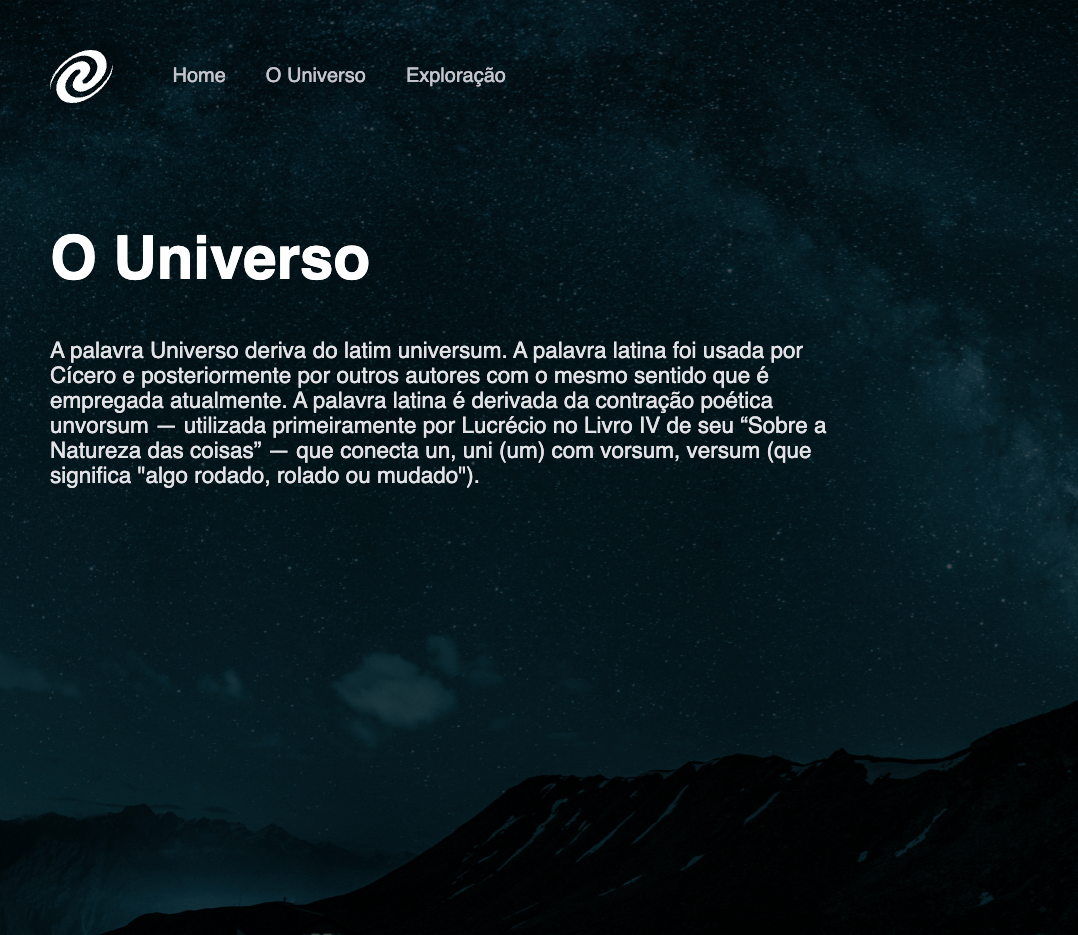 Home O Universo Exploração
O Universo
A palavra Universo deriva do latim universum. A palavra latina foi usada por
Cícero e posteriormente por outros autores com o mesmo sentido que é
empregada atualmente. A palavra latina é derivada da contração poética
unvorsum — utilizada primeiramente por Lucrécio no Livro IV de seu “Sobre a
Natureza das coisas” — que conecta un, uni (um) com vorsum, versum (que
significa "algo rodado, rolado ou mudado").